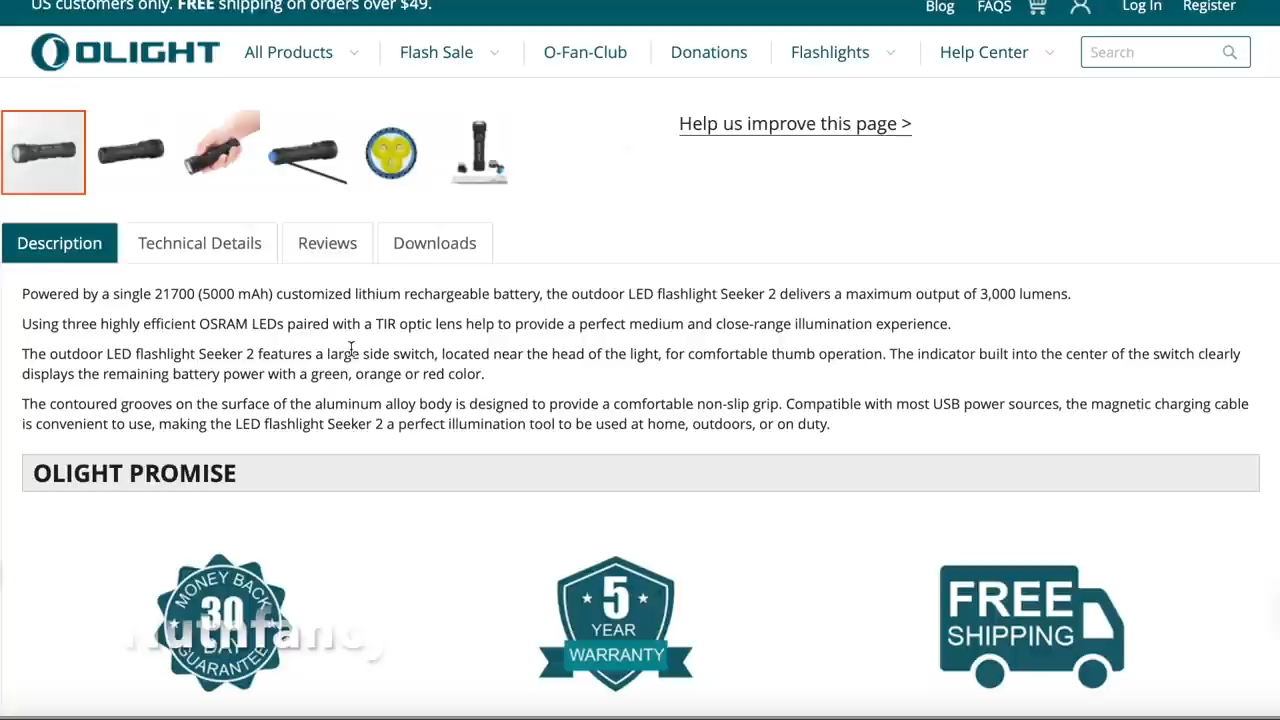 US customers only. FREE shipping on orders over $49.
Blog FAQS Log In Register
OLIGHT All Products Flash Sale O-Fan-Club Donations Flashlights Help Center Search
Help us improve this page >
Description Technical Details Reviews Downloads
Powered by a single 21700 (5000 mAh) customized lithium rechargeable battery, the outdoor LED flashlight Seeker 2 delivers a maximum output of 3,000 lumens.
Using three highly efficient OSRAM LEDs paired with a TIR optic lens help to provide a perfect medium and close-range illumination experience.
The outdoor LED flashlight Seeker 2 features a large side switch, located near the head of the light, for comfortable thumb operation. The indicator built into the center of the switch clearly
displays the remaining battery power with a green, orange or red color.
The contoured grooves on the surface of the aluminum alloy body is designed to provide a comfortable non-slip grip. Compatible with most USB power sources, the magnetic charging cable
is convenient to use, making the LED flashlight Seeker 2 a perfect illumination tool to be used at home, outdoors, or on duty.
OLIGHT PROMISE
MONEY BACK
30
DAY
GUARANTEE
Ruthfancy
5
YEAR
WARRANTY
FREE
SHIPPING